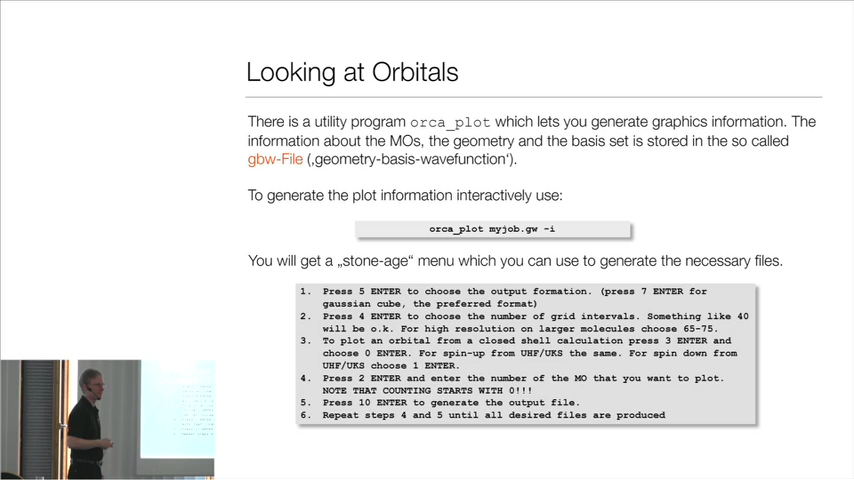 Looking at Orbitals
There is a utility program orca_plot which lets you generate graphics information. The
information about the MOs, the geometry and the basis set is stored in the so called
gbw-File (‚geometry-basis-wavefunction‘).
To generate the plot information interactively use:
orca_plot myjob.gw -i
You will get a „stone-age“ menu which you can use to generate the necessary files.
1. Press 5 ENTER to choose the output formation. (press 7 ENTER for
gaussian cube, the preferred format)
2. Press 4 ENTER to choose the number of grid intervals. Something like 40
will be o.k. For high resolution on larger molecules choose 65-75.
3. To plot an orbital from a closed shell calculation press 3 ENTER and
choose 0 ENTER. For spin-up from UHF/UKS the same. For spin down from
UHF/UKS choose 1 ENTER.
4. Press 2 ENTER and enter the number of the MO that you want to plot.
NOTE THAT COUNTING STARTS WITH 0!!!
5. Press 10 ENTER to generate the output file.
6. Repeat steps 4 and 5 until all desired files are produced